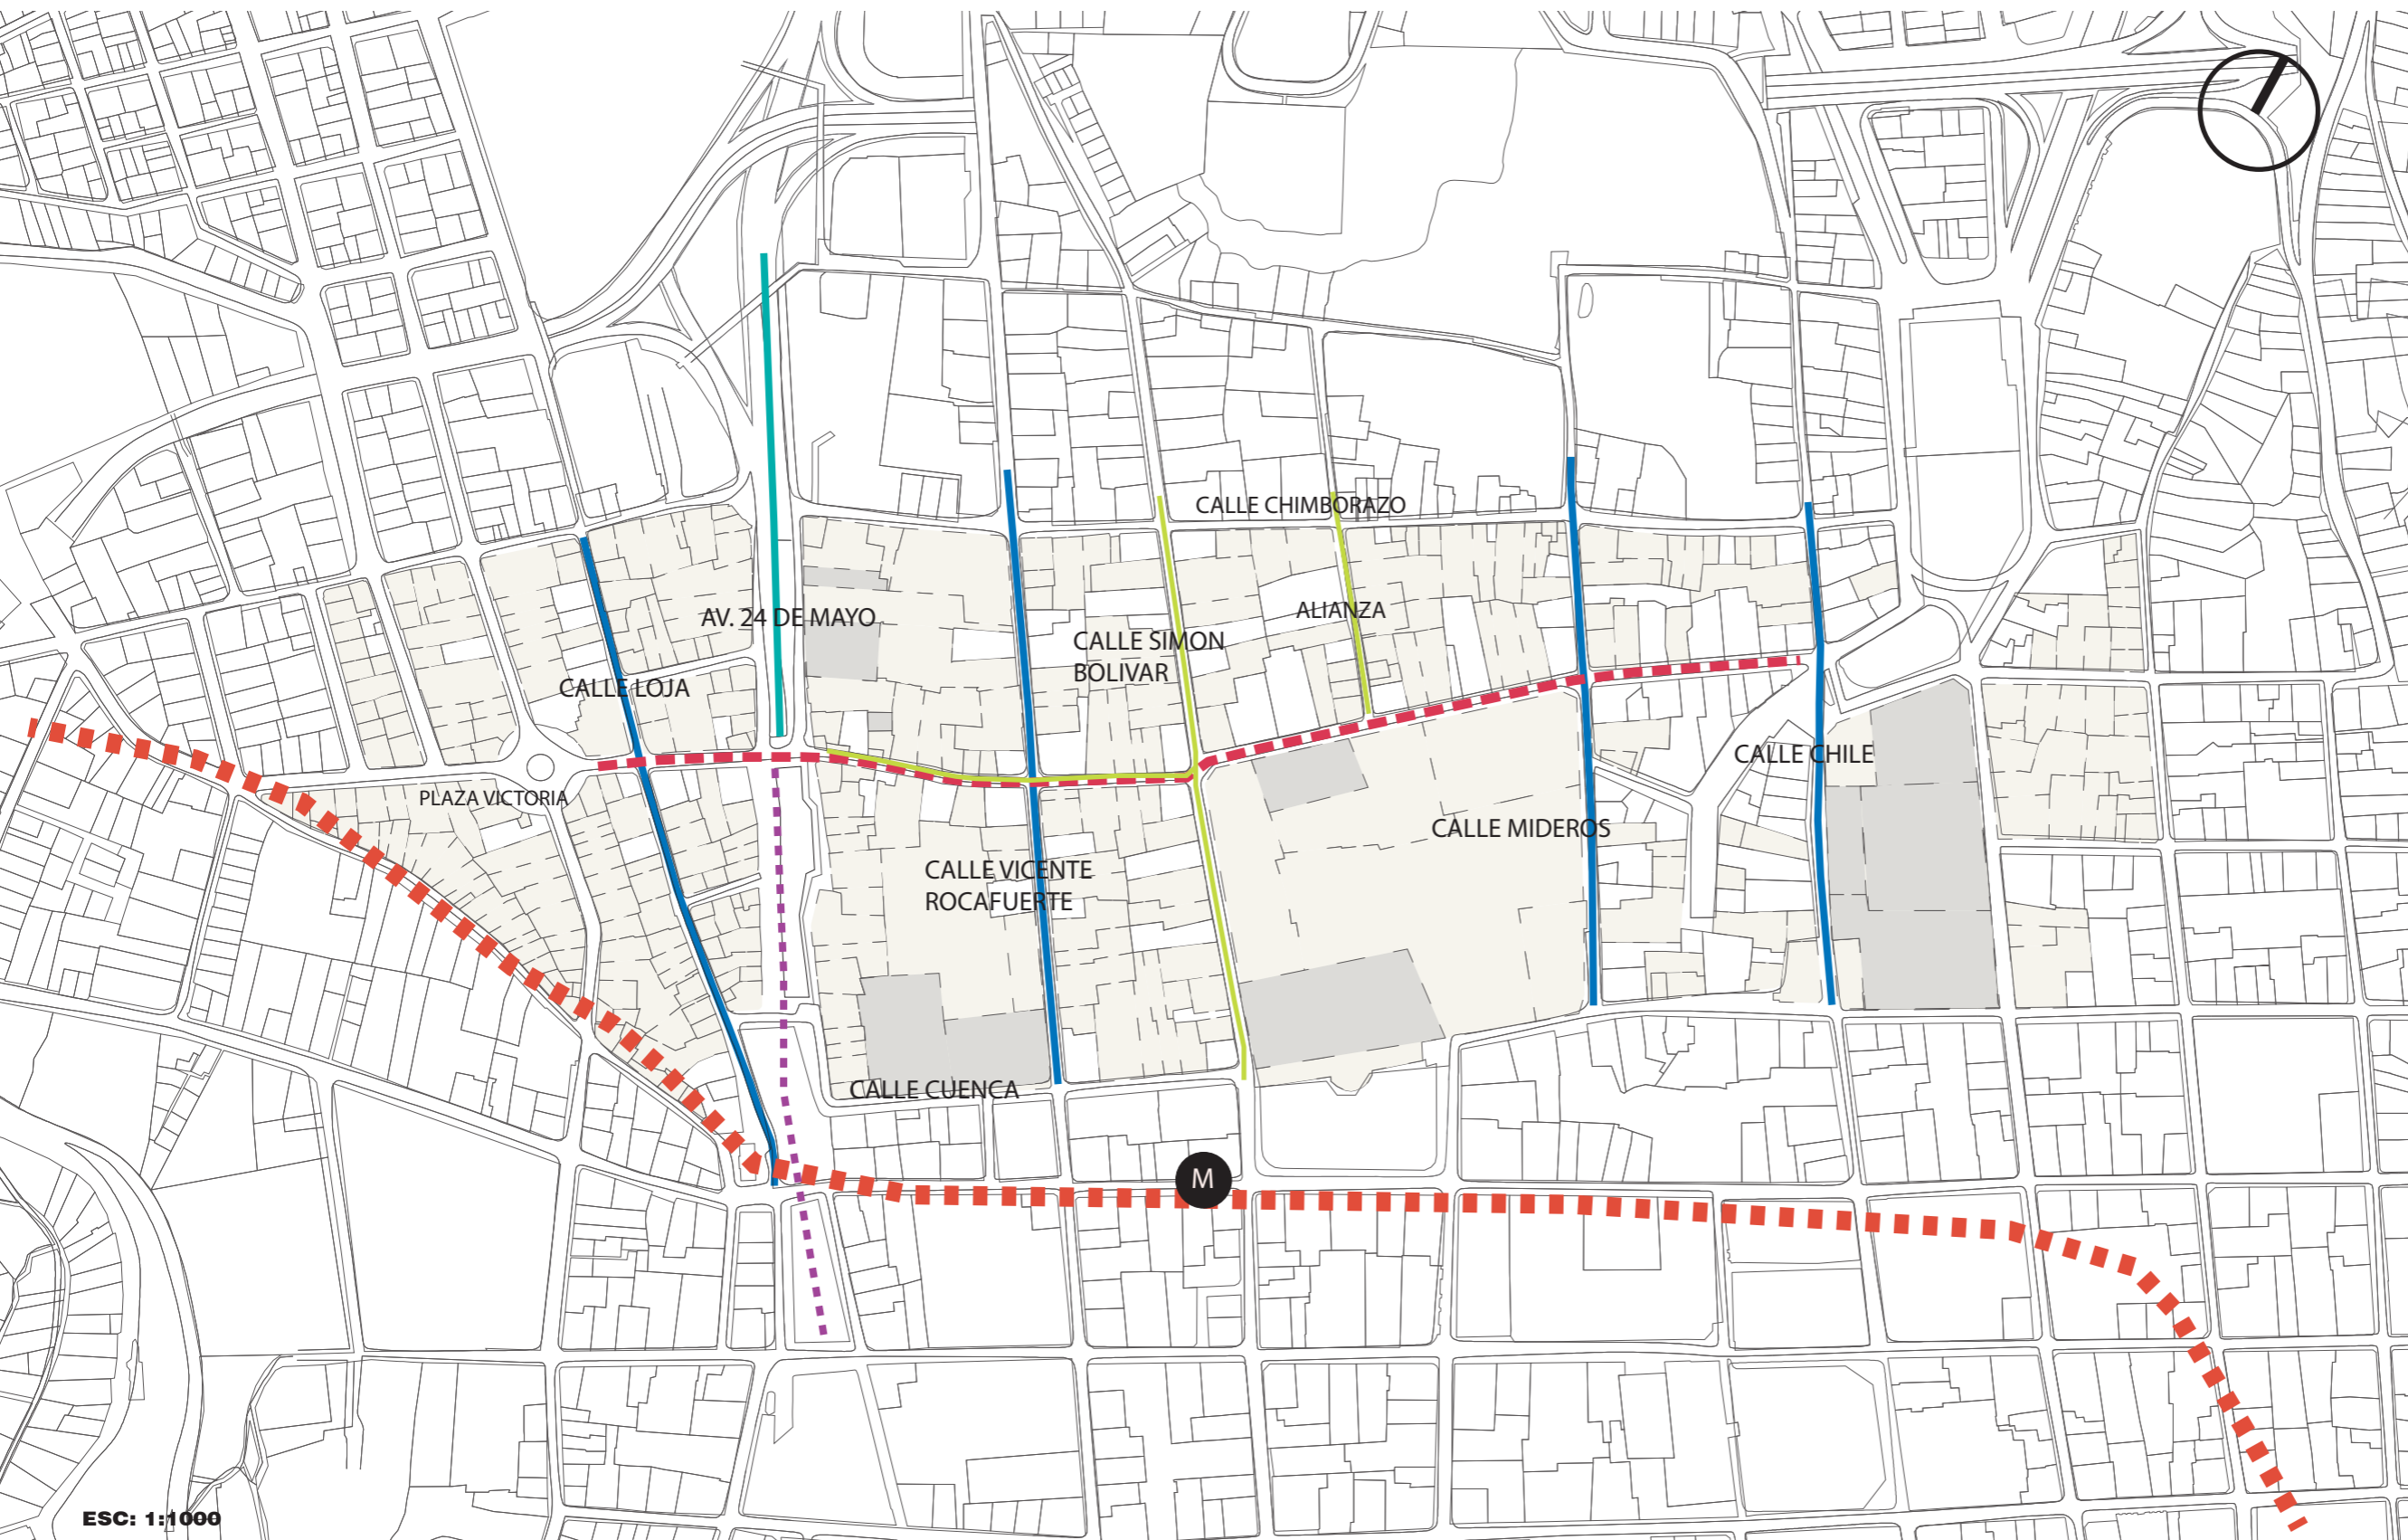 CALLE CHIMBORAZO
AV. 24 DE MAYO
ALIANZA
CALLE SIMON
BOLIVAR
CALLE LOJA
CALLE CHILE
PLAZA VICTORIA
CALLE MIDEROS
CALLE VICENTE
ROCAFUERTE
CALLE CUENCA
M
ESC: 1:1000